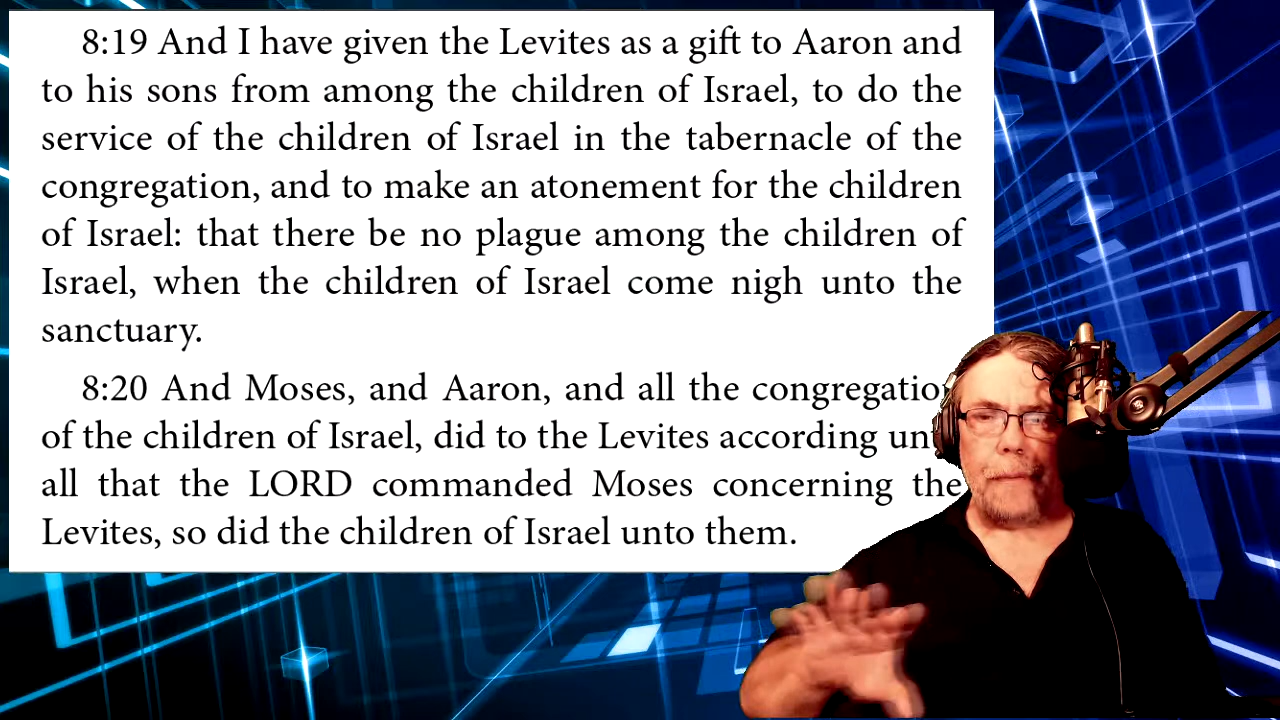 8:19 And I have given the Levites as a gift to Aaron and
to his sons from among the children of Israel, to do the
service of the children of Israel in the tabernacle of the
congregation, and to make an atonement for the children
of Israel: that there be no plague among the children of
Israel, when the children of Israel come nigh unto the
sanctuary.
8:20 And Moses, and Aaron, and all the congregation
of the children of Israel, did to the Levites according
all that the LORD commanded Moses concerning the
Levites, so did the children of Israel unto them.